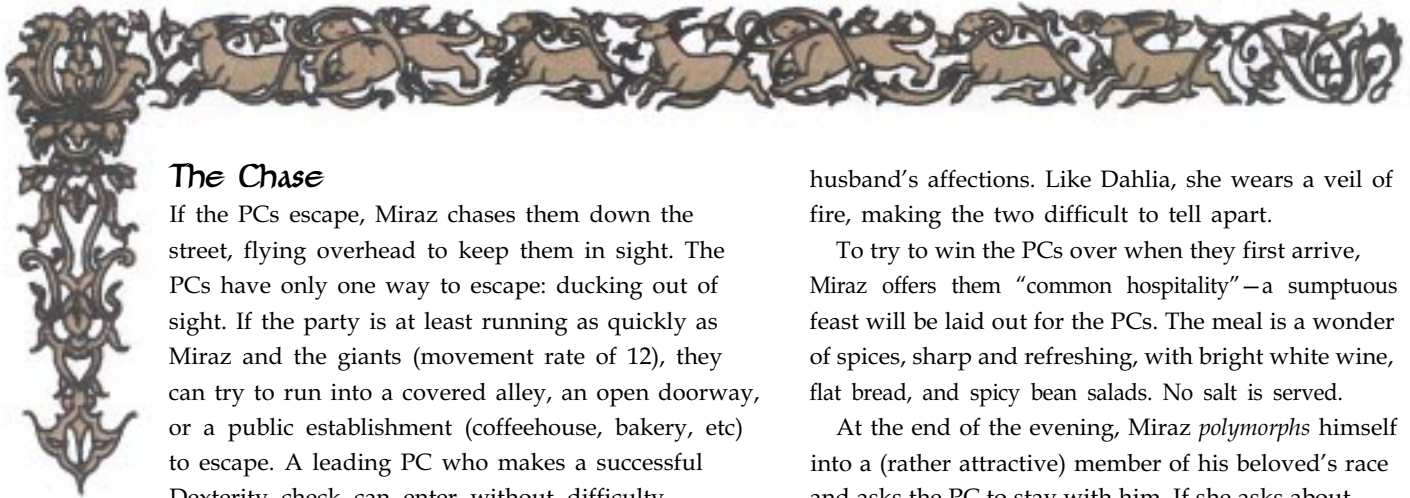 The Chase
If the PCs escape, Miraz chases them down the
street, flying overhead to keep them in sight. The
PCs have only one way to escape: ducking out of
sight. If the party is at least running as quickly as
Miraz and the giants (movement rate of 12), they
can try to run into a covered alley, an open doorway,
or a public establishment (coffeehouse, bakery, etc)
to escape. A leading PC who makes a successful
Dexterity check can enter without difficulty
husband's affections. Like Dahlia, she wears a veil of
fire, making the two difficult to tell apart.
To try to win the PCs over when they first arrive,
Miraz offers them “common hospitality”—a sumptuous
feast will be laid out for the PCs. The meal is a wonder
of spices, sharp and refreshing, with bright white wine,
flat bread, and spicy bean salads. No salt is served.
At the end of the evening, Miraz polymorphs himself
into a (rather attractive) member of his beloved's race
and asks the PC to stay with him. If she asks about